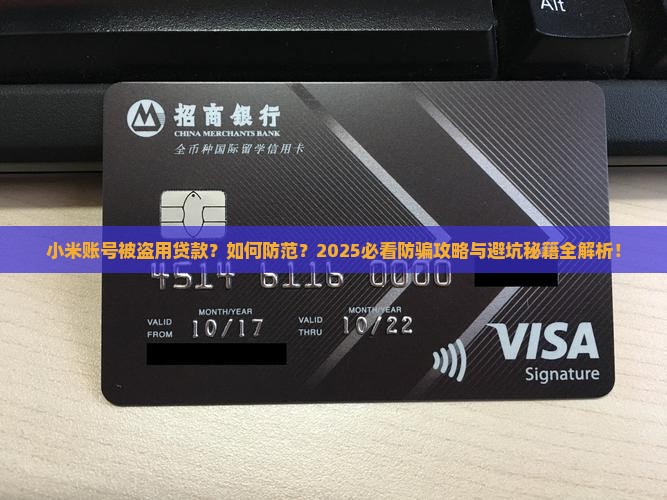 Alt
招商銀行
CHINA MERCHANTS BANK
全币种国际留学信用卡
小米账号被盗用贷款？如何防范？2025必看防骗攻略与避坑秘籍全解析！
4514 6116 0000
MONTH/YEAR MONTH/YEAR
VALID FROM 10/17 VALID THRU 10/22
VISA
Signature